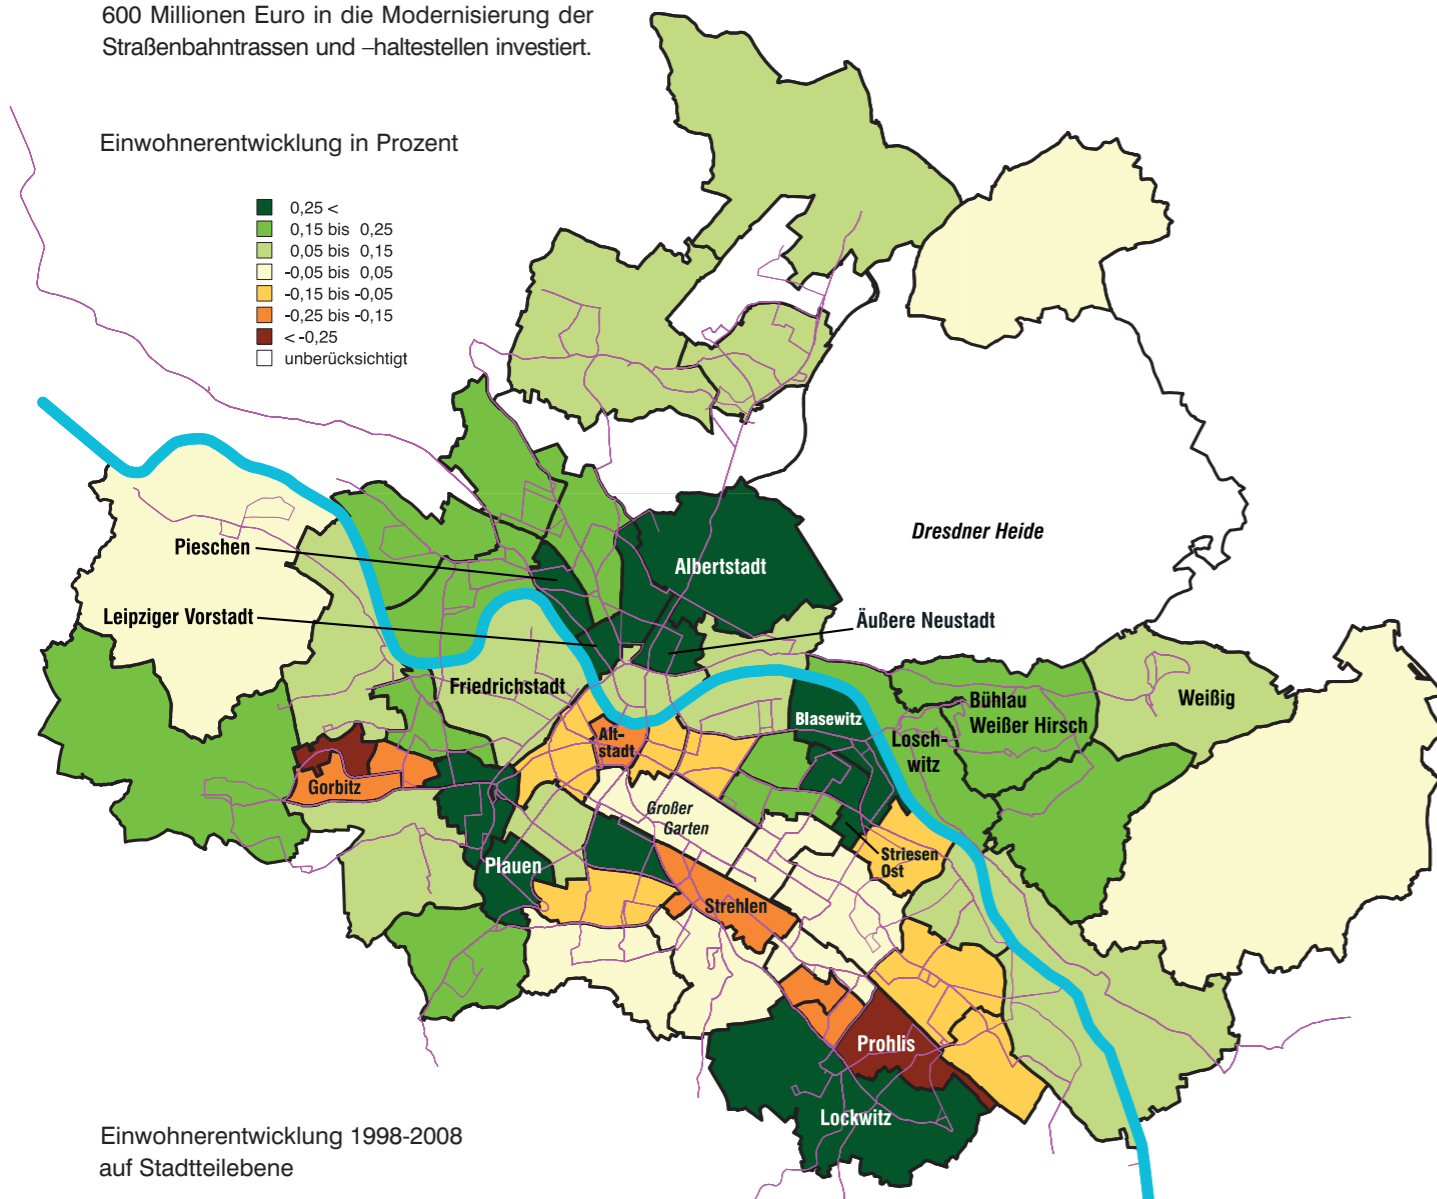 600 Millionen Euro in die Modernisierung der
Straßenbahntrassen und –haltestellen investiert.
Einwohnerentwicklung in Prozent
0,25 <
0,15 bis 0,25
0,05 bis 0,15
-0,05 bis 0,05
-0,15 bis -0,05
-0,25 bis -0,15
< -0,25
unberücksichtigt
Dresdner Heide
Pieschen
Albertstadt
Leipziger Vorstadt
Äußere Neustadt
Friedrichstadt
Bühlau
Weißer Hirsch
Weißig
Blasewitz
Alt-
stadt
Losch-
witz
Gorbitz
Großer
Garten
Striesen
Ost
Plauen
Strehlen
Prohlis
Lockwitz
Einwohnerentwicklung 1998-2008
auf Stadtteilebene